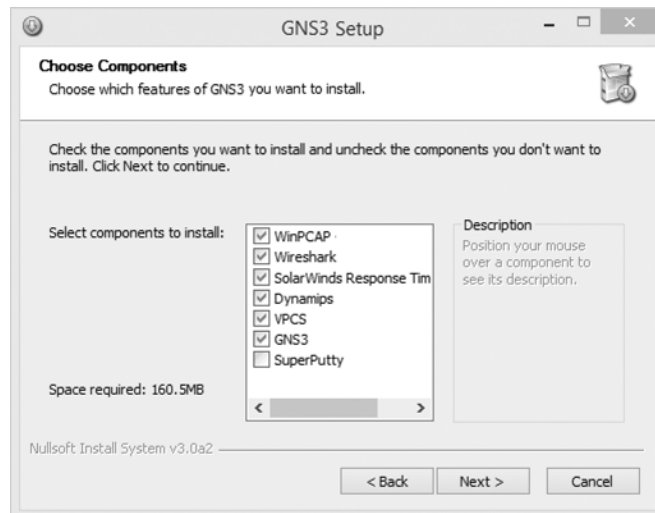 GNS3 Setup
Choose Components
Choose which features of GNS3 you want to install.
Check the components you want to install and uncheck the components you don't want to
install. Click Next to continue.
Select components to install:
WinPCAP
Wireshark
SolarWinds Response Tim
Dynamips
VPCS
GNS3
SuperPutty
Description
Position your mouse
over a component to
see its description.
Space required: 160.5MB
Nullsoft Install System v3.0a2
< Back
Next >
Cancel